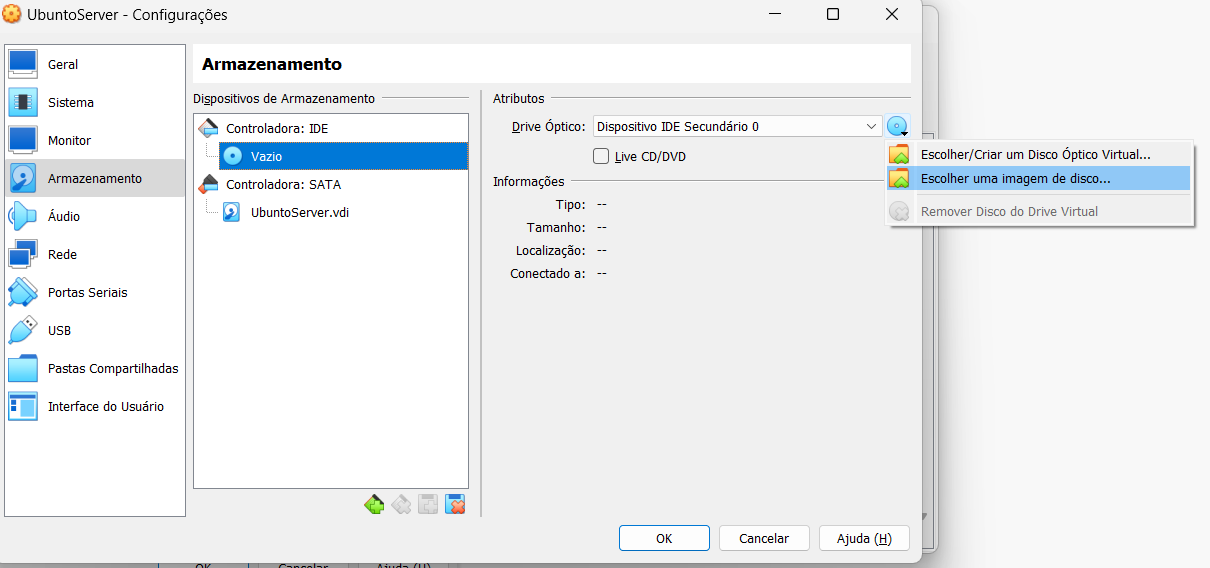 UbuntoServer - Configurações
Geral
Sistema
Monitor
Armazenamento
Áudio
Rede
Portas Seriais
USB
Pastas Compartilhadas
Interface do Usuário
Armazenamento
Dispositivos de Armazenamento
Controladora: IDE
Vazio
Controladora: SATA
UbuntoServer.vdi
Atributos
Drive Óptico: Dispositivo IDE Secundário 0
Live CD/DVD
Informações
Tipo: --
Tamanho: --
Localização: --
Conectado a: --
Escolher/Criar um Disco Óptico Virtual...
Escolher uma imagem de disco...
Remover Disco do Drive Virtual
OK
Cancelar
Ajuda (H)
OK
Cancelar
Ajuda (H)